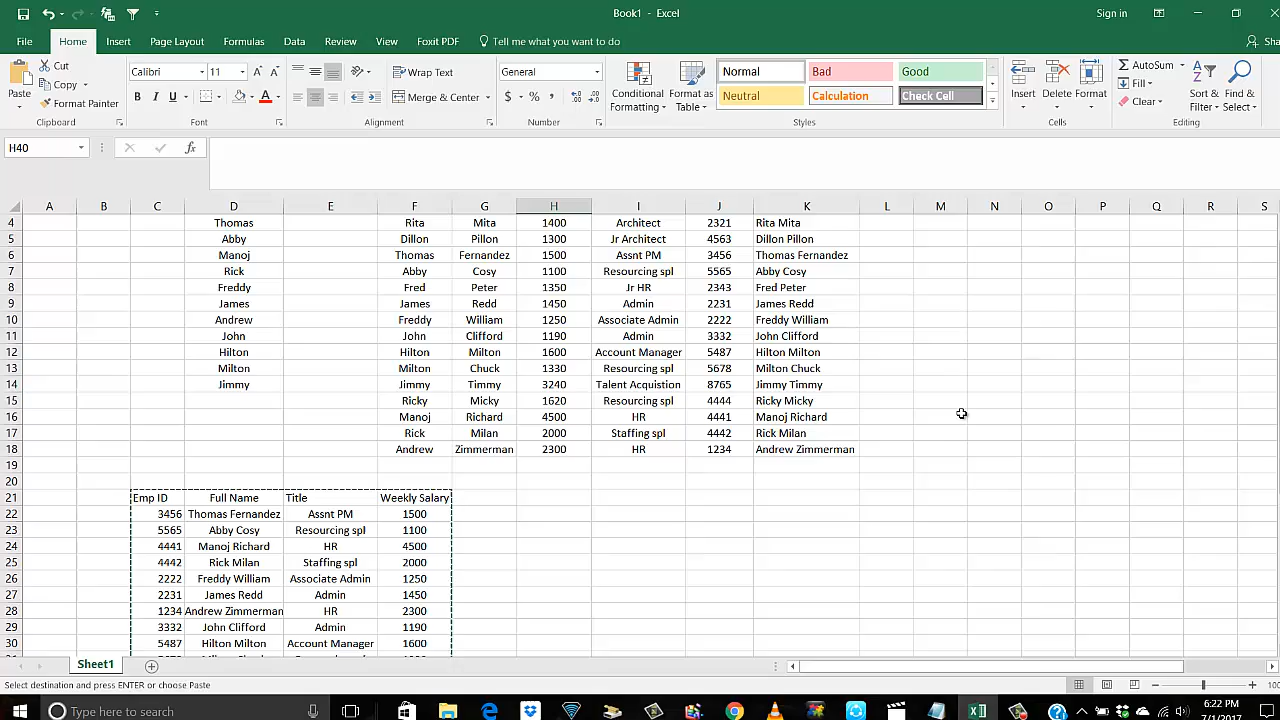 Book1 - Excel
Sign in
File Home Insert Page Layout Formulas Data Review View Foxit PDF Tell me what you want to do
Cut
Copy
Format Painter
Paste
Clipboard
Calibri 11
B I U
Font
Wrap Text
Merge & Center
Alignment
General
$ % ,
Number
Conditional Formatting
Format as Table
Normal Bad Good
Neutral Calculation Check Cell
Styles
Insert Delete Format
Cells
AutoSum
Fill
Clear
Sort & Filter
Find & Select
Editing
H40 fx
A B C D E F G H I J K L M N O P Q R S
4 Thomas Rita Mita 1400 Architect 2321 Rita Mita
5 Abby Dillon Pillon 1300 Jr Architect 4563 Dillon Pillon
6 Manoj Thomas Fernandez 1500 Assnt PM 3456 Thomas Fernandez
7 Rick Abby Cosy 1100 Resourcing spl 5565 Abby Cosy
8 Freddy Fred Peter 1350 Jr HR 2343 Fred Peter
9 James James Redd 1450 Admin 2231 James Redd
10 Andrew Freddy William 1250 Associate Admin 2222 Freddy William
11 John John Clifford 1190 Admin 3332 John Clifford
12 Hilton Hilton Milton 1600 Account Manager 5487 Hilton Milton
13 Milton Milton Chuck 1330 Resourcing spl 5678 Milton Chuck
14 Jimmy Jimmy Timmy 3240 Talent Acquistion 8765 Jimmy Timmy
15 Ricky Micky 1620 Resourcing spl 4444 Ricky Micky
16 Manoj Richard 4500 HR 4441 Manoj Richard
17 Rick Milan 2000 Staffing spl 4442 Rick Milan
18 Andrew Zimmerman 2300 HR 1234 Andrew Zimmerman
19
20
21 Emp ID Full Name Title Weekly Salary
22 3456 Thomas Fernandez Assnt PM 1500
23 5565 Abby Cosy Resourcing spl 1100
24 4441 Manoj Richard HR 4500
25 4442 Rick Milan Staffing spl 2000
26 2222 Freddy William Associate Admin 1250
27 2231 James Redd Admin 1450
28 1234 Andrew Zimmerman HR 2300
29 3332 John Clifford Admin 1190
30 5487 Hilton Milton Account Manager 1600
Sheet1
Select destination and press ENTER or choose Paste
100
Type here to search
6:22 PM